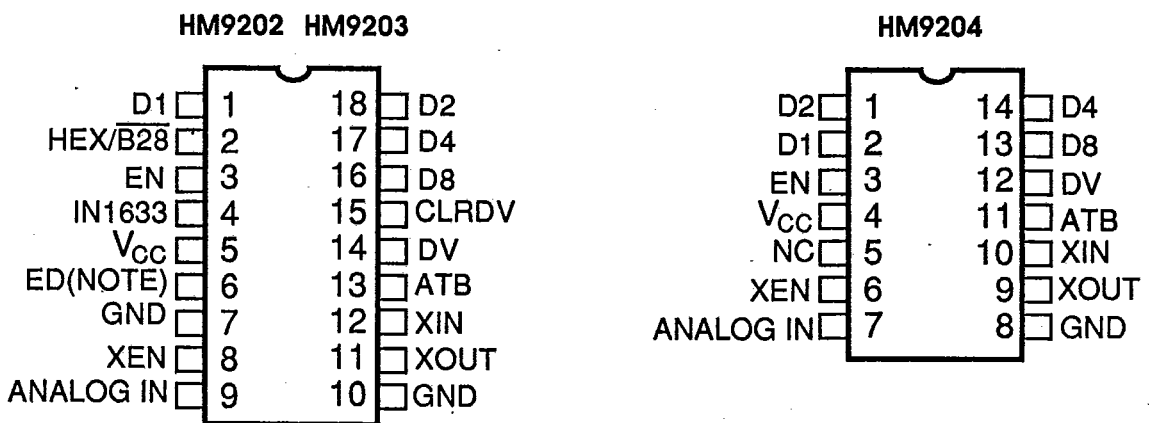 HM9202 HM9203
D1 1 18 D2
HEX/B28 2 17 D4
EN 3 16 D8
IN1633 4 15 CLRDV
VCC 5 14 DV
ED(NOTE) 6 13 ATB
GND 7 12 XIN
XEN 8 11 XOUT
ANALOG IN 9 10 GND
HM9204
D2 1 14 D4
D1 2 13 D8
EN 3 12 DV
VCC 4 11 ATB
NC 5 10 XIN
XEN 6 9 XOUT
ANALOG IN 7 8 GND